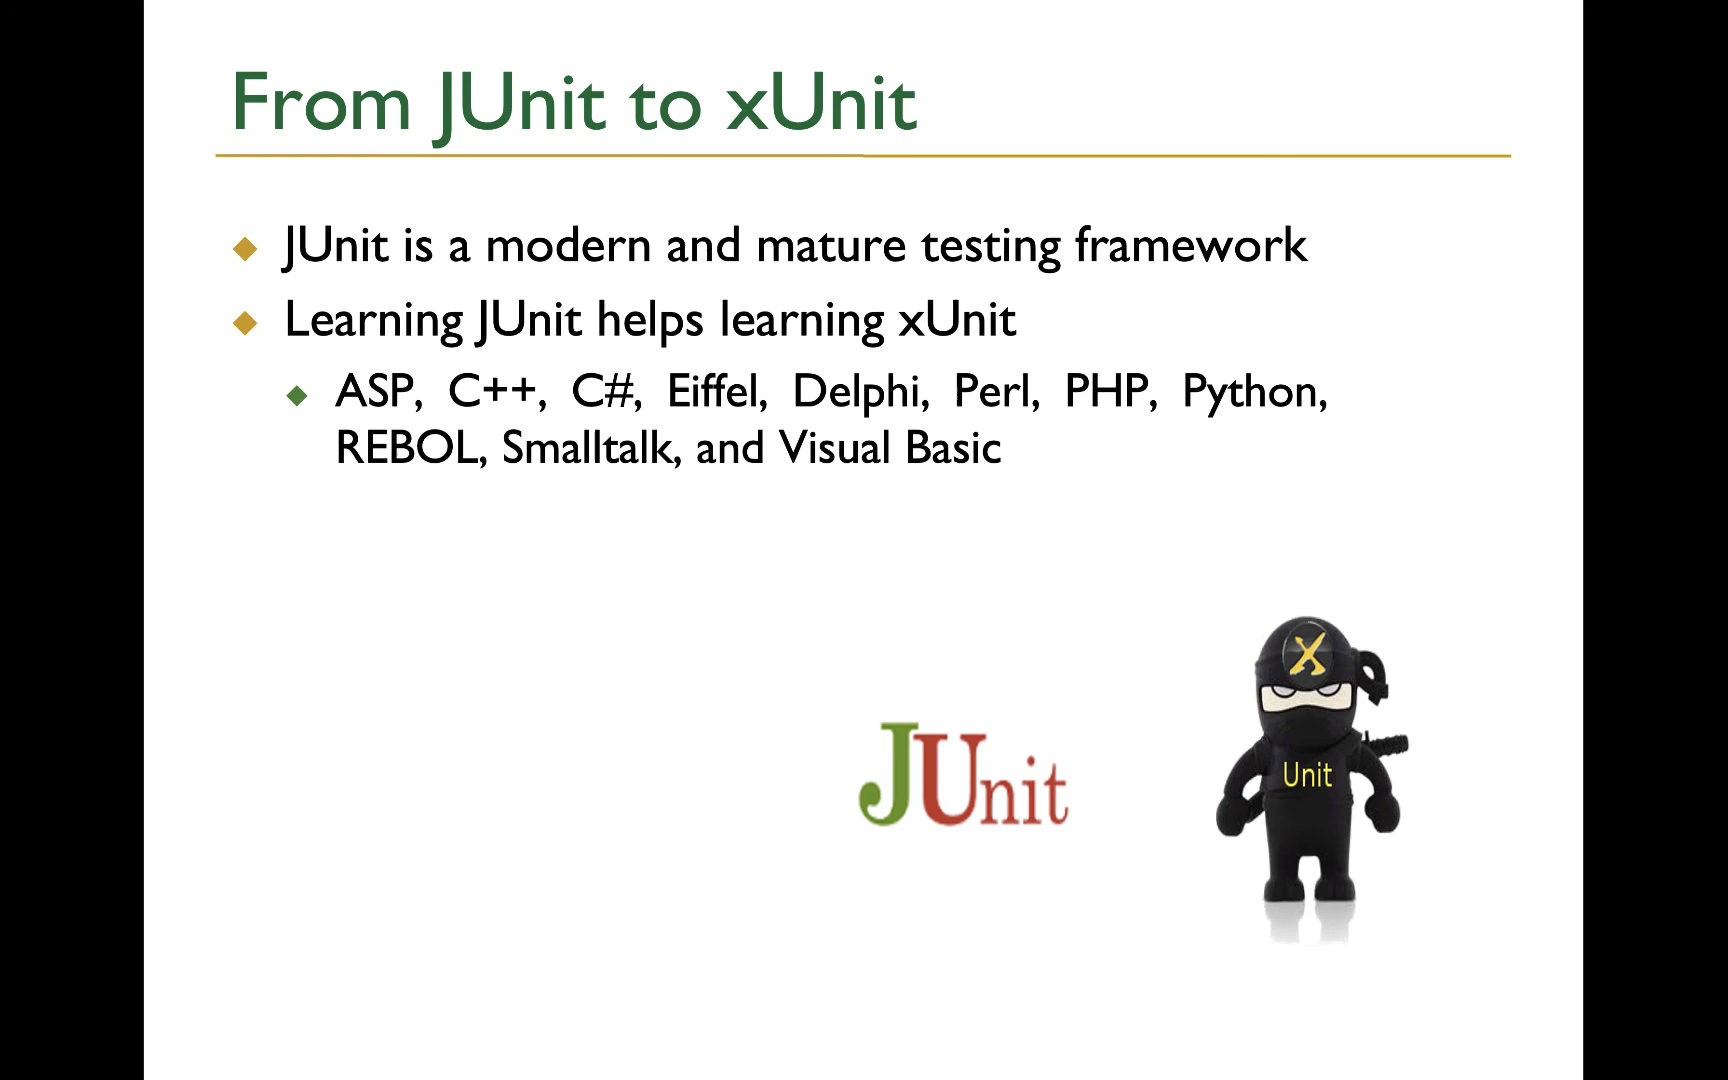 From JUnit to xUnit
JUnit is a modern and mature testing framework
Learning JUnit helps learning xUnit
ASP, C++, C#, Eiffel, Delphi, Perl, PHP, Python,
REBOL, Smalltalk, and Visual Basic
JUnit
X
Unit